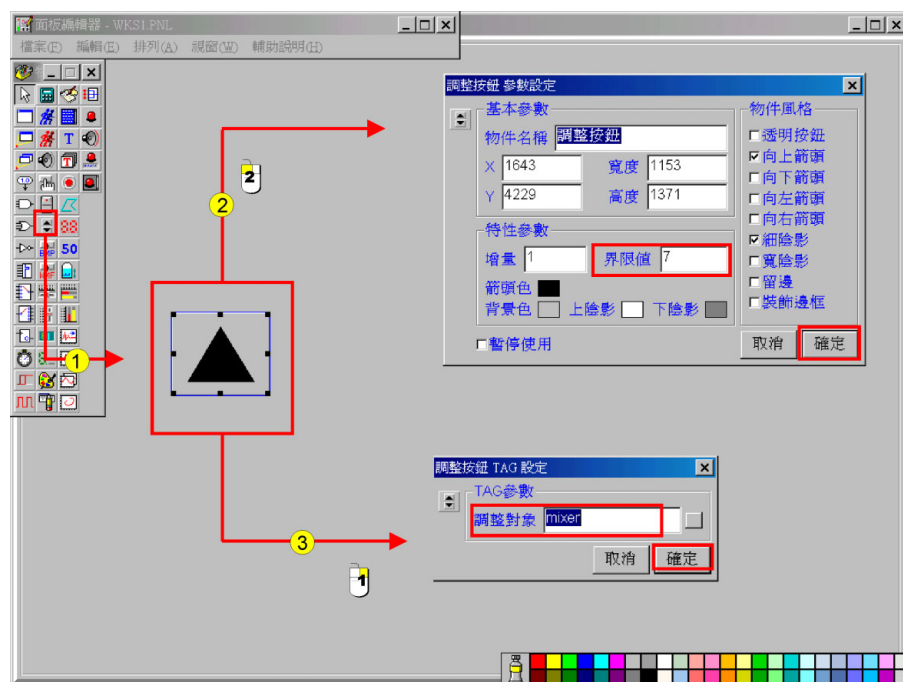 面板編輯器 - WKS1.PNL
檔案(F) 編輯(E) 排列(A) 視窗(W) 輔助說明(H)
T
T
1.0
88
50
1
2
2
3
1
調整按鈕 參數設定
基本參數
物件名稱 調整按鈕
X 1643 寬度 1153
Y 4229 高度 1371
特性參數
增量 1 界限值 7
箭頭色
背景色 上陰影 下陰影
暫停使用
物件風格
透明按鈕
向上箭頭
向下箭頭
向左箭頭
向右箭頭
細陰影
寬陰影
留邊
裝飾邊框
取消 確定
調整按鈕 TAG 設定
TAG參數
調整對象 mixer
取消 確定